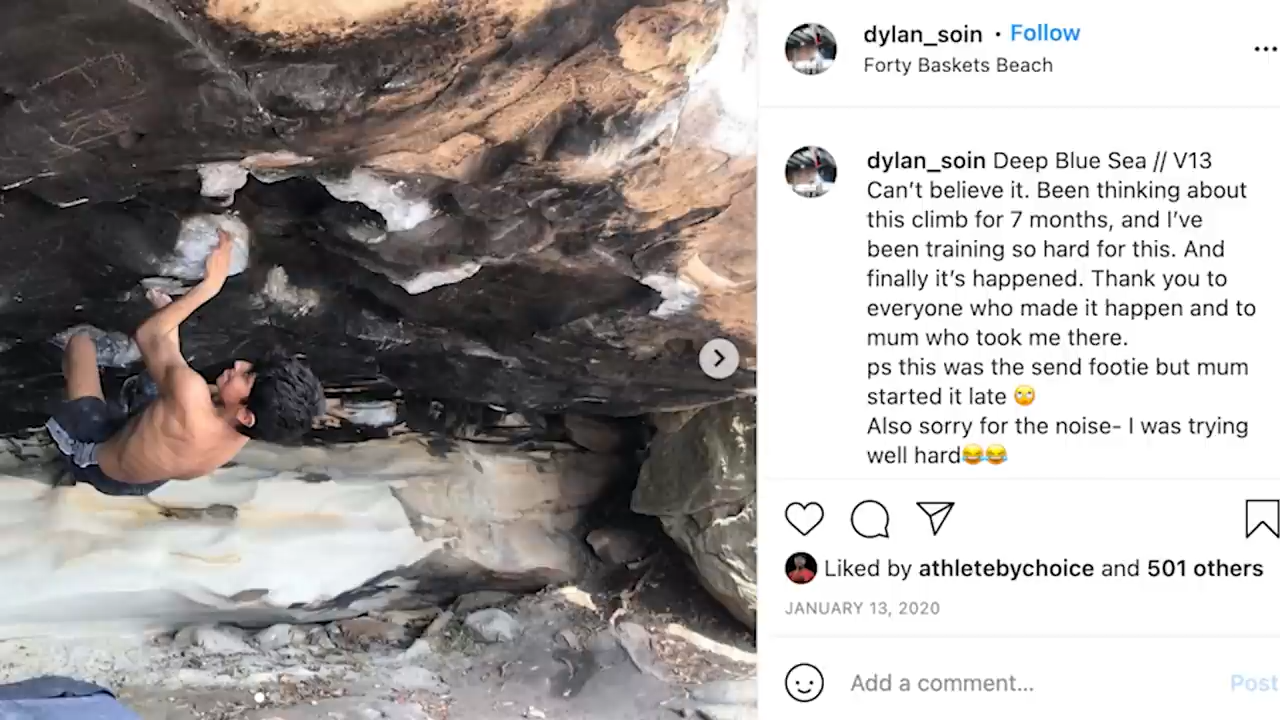 dylan_soin • Follow
Forty Baskets Beach
dylan_soin Deep Blue Sea // V13
Can't believe it. Been thinking about
this climb for 7 months, and I've
been training so hard for this. And
finally it's happened. Thank you to
everyone who made it happen and to
mum who took me there.
ps this was the send footie but mum
started it late 🙄
Also sorry for the noise- I was trying
well hard😂😂
Liked by athletebychoice and 501 others
JANUARY 13, 2020
Add a comment...
Post